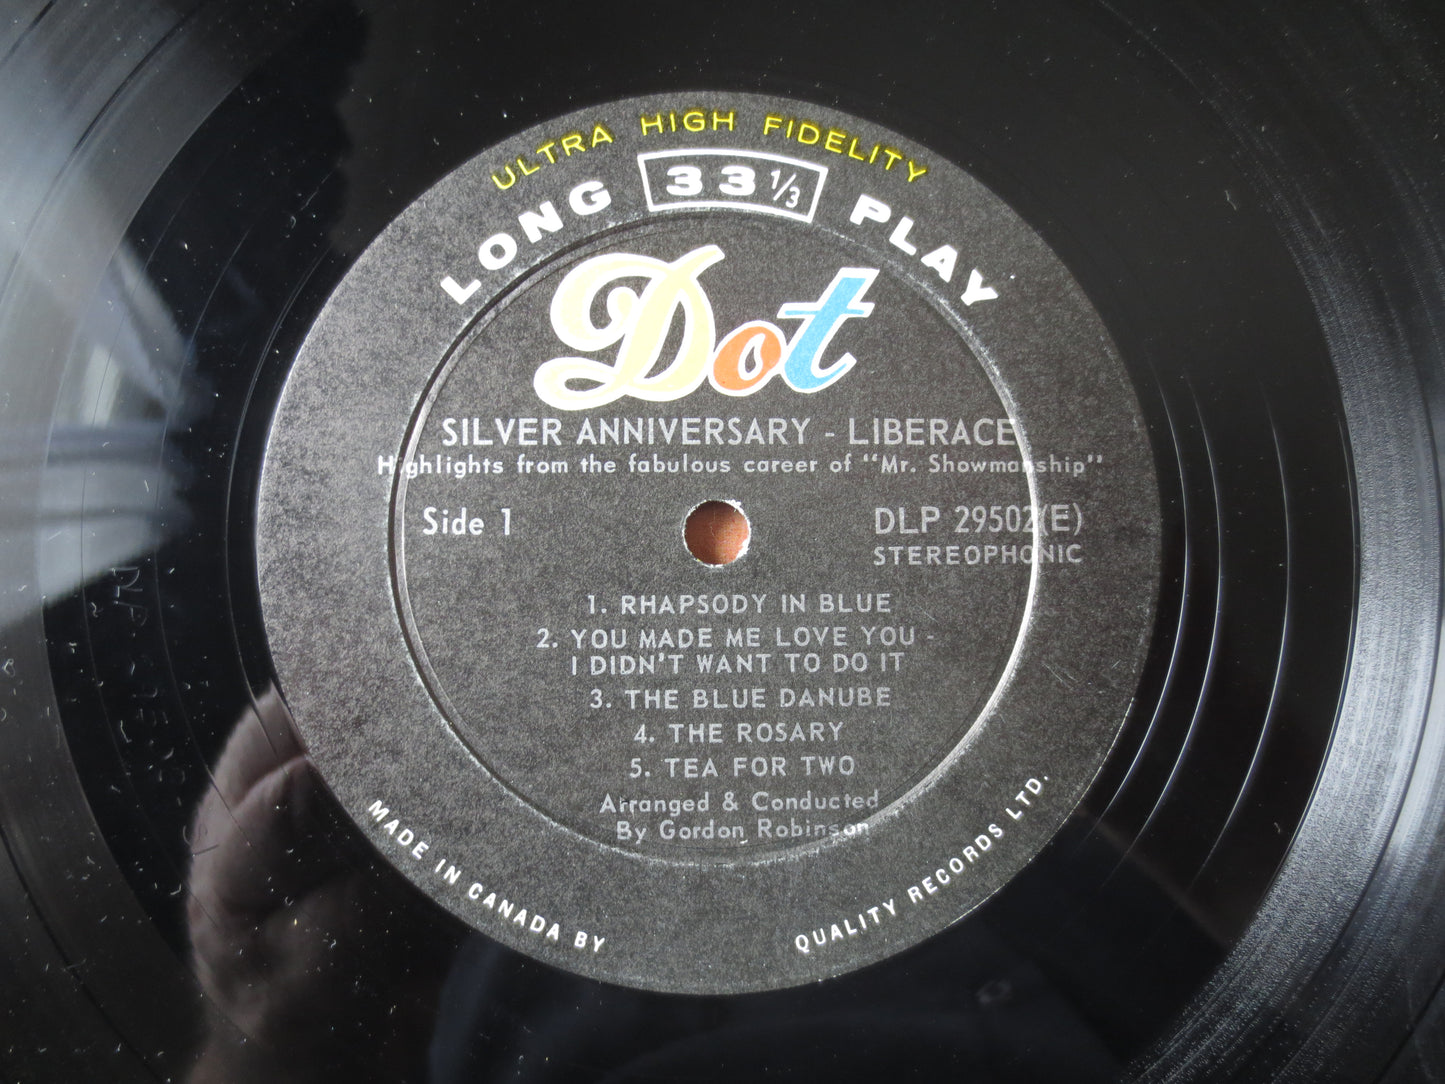 ULTRA HIGH FIDELITY
LONG 33 1/3 PLAY
Dot
SILVER ANNIVERSARY - LIBERACE
Highlights from the fabulous career of "Mr. Showmanship"
Side 1
DLP 29502(E)
STEREOPHONIC
1. RHAPSODY IN BLUE
2. YOU MADE ME LOVE YOU -
I DIDN'T WANT TO DO IT
3. THE BLUE DANUBE
4. THE ROSARY
5. TEA FOR TWO
Arranged & Conducted
By Gordon Robinson
MADE IN CANADA BY QUALITY RECORDS LTD.